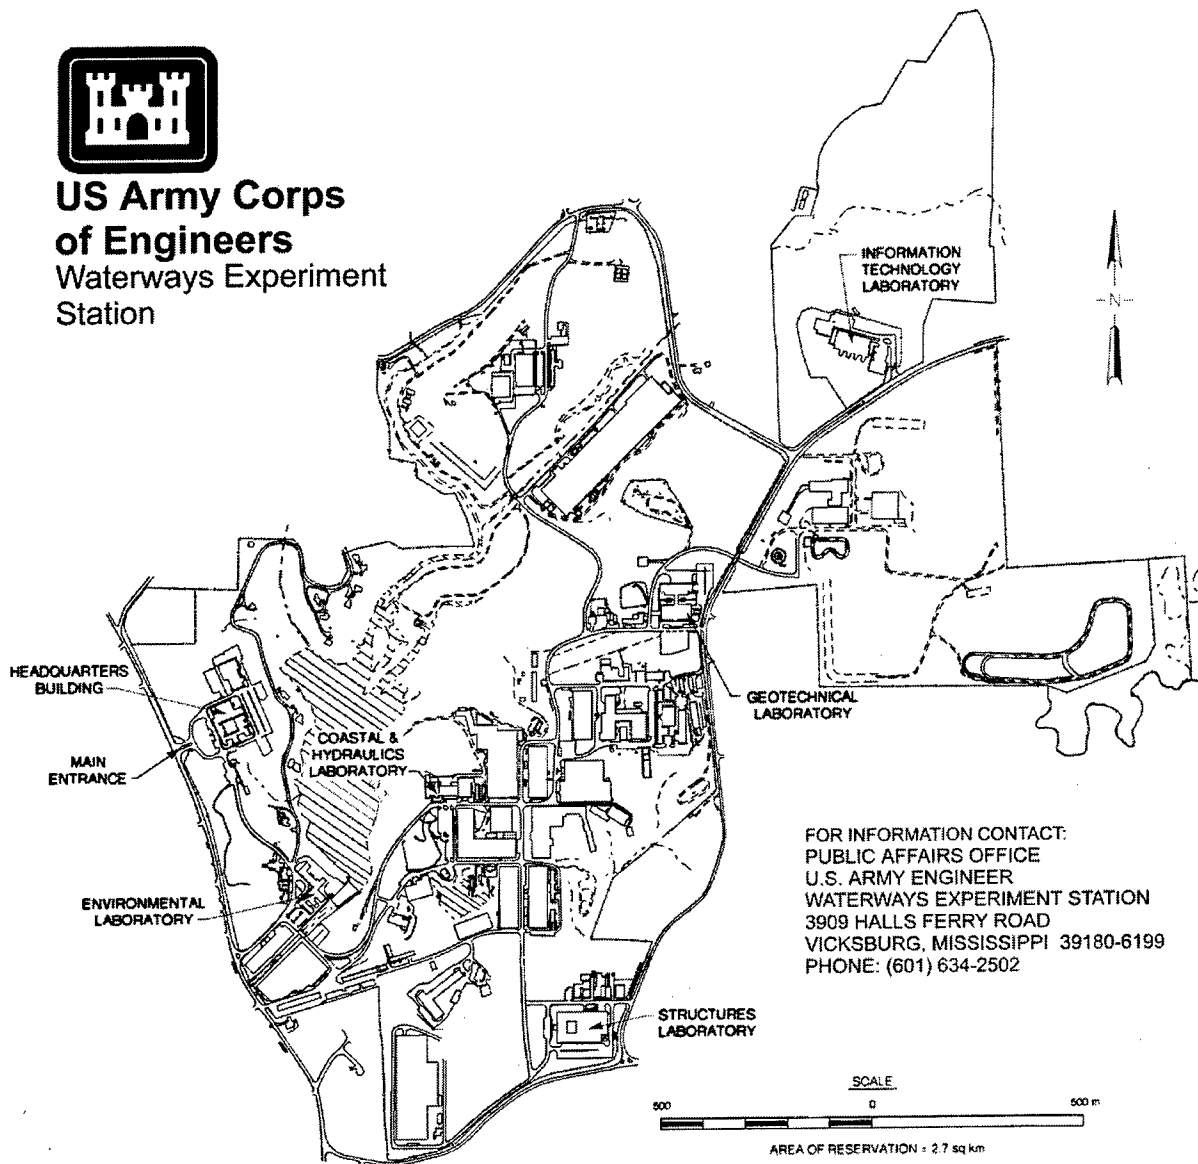 US Army Corps
of Engineers
Waterways Experiment
Station
INFORMATION
TECHNOLOGY
LABORATORY
N
HEADQUARTERS
BUILDING
MAIN
ENTRANCE
COASTAL &
HYDRAULICS
LABORATORY
GEOTECHNICAL
LABORATORY
ENVIRONMENTAL
LABORATORY
STRUCTURES
LABORATORY
FOR INFORMATION CONTACT:
PUBLIC AFFAIRS OFFICE
U.S. ARMY ENGINEER
WATERWAYS EXPERIMENT STATION
3909 HALLS FERRY ROAD
VICKSBURG, MISSISSIPPI 39180-6199
PHONE: (601) 634-2502
SCALE
500 0 500 m
AREA OF RESERVATION = 2.7 sq km